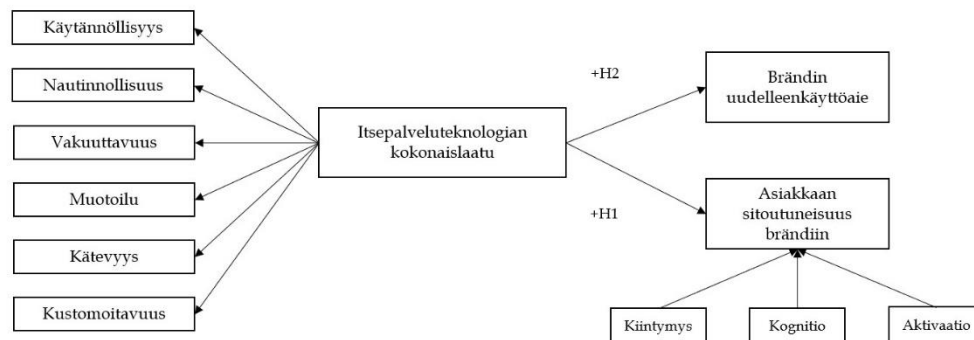 Käytännöllisyys
Nautinnollisuus
Vakuuttavuus
Muotoilu
Kätevyys
Kustomoitavuus
Itsepalveluteknologian
kokonaislaatu
+H2
+H1
Brändin
uudelleenkäyttöaie
Asiakkaan
sitoutuneisuus
brändiin
Kiintymys
Kognitio
Aktivaatio